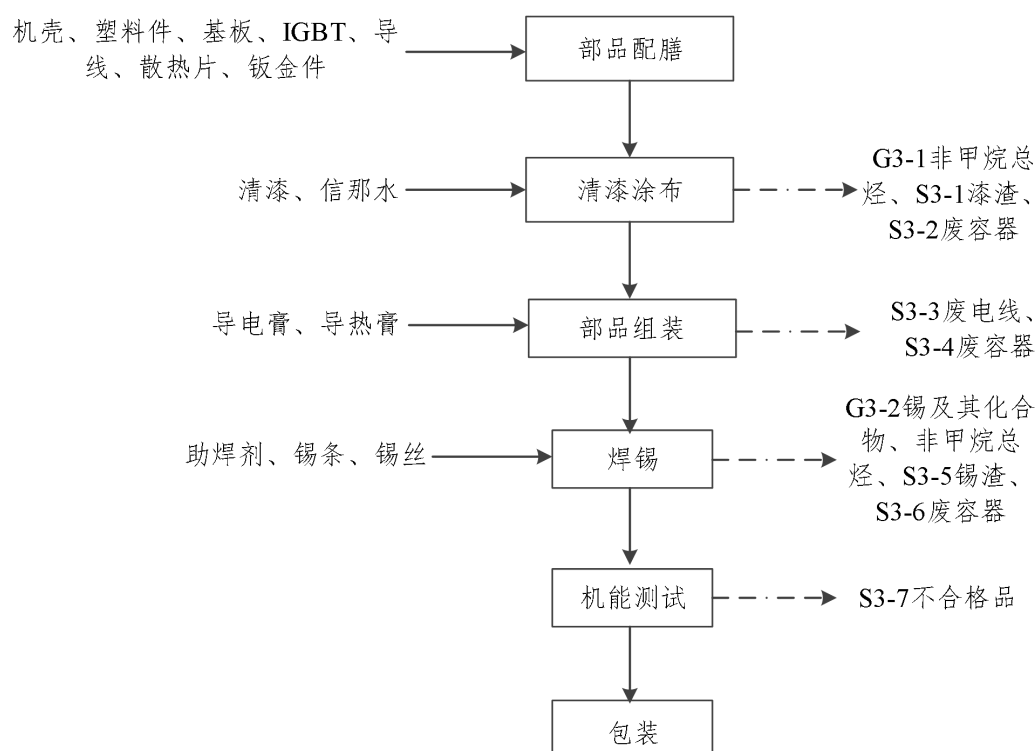 机壳、塑料件、基板、IGBT、导
线、散热片、钣金件
部品配膳
清漆、信那水
清漆涂布
G3-1非甲烷总
烃、S3-1漆渣、
S3-2废容器
导电膏、导热膏
部品组装
S3-3废电线、
S3-4废容器
助焊剂、锡条、锡丝
焊锡
G3-2锡及其化合
物、非甲烷总
烃、S3-5锡渣、
S3-6废容器
机能测试
S3-7不合格品
包装